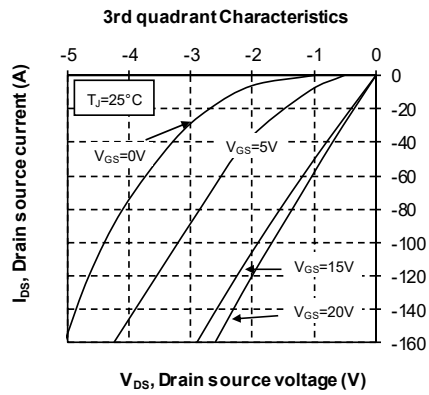 3rd quadrant Characteristics
-5 -4 -3 -2 -1 0
TJ=25°C
VGS=0V
VGS=5V
VGS=15V
VGS=20V
0
-20
-40
-60
-80
-100
-120
-140
-160
IDS, Drain source current (A)
VDS, Drain source voltage (V)